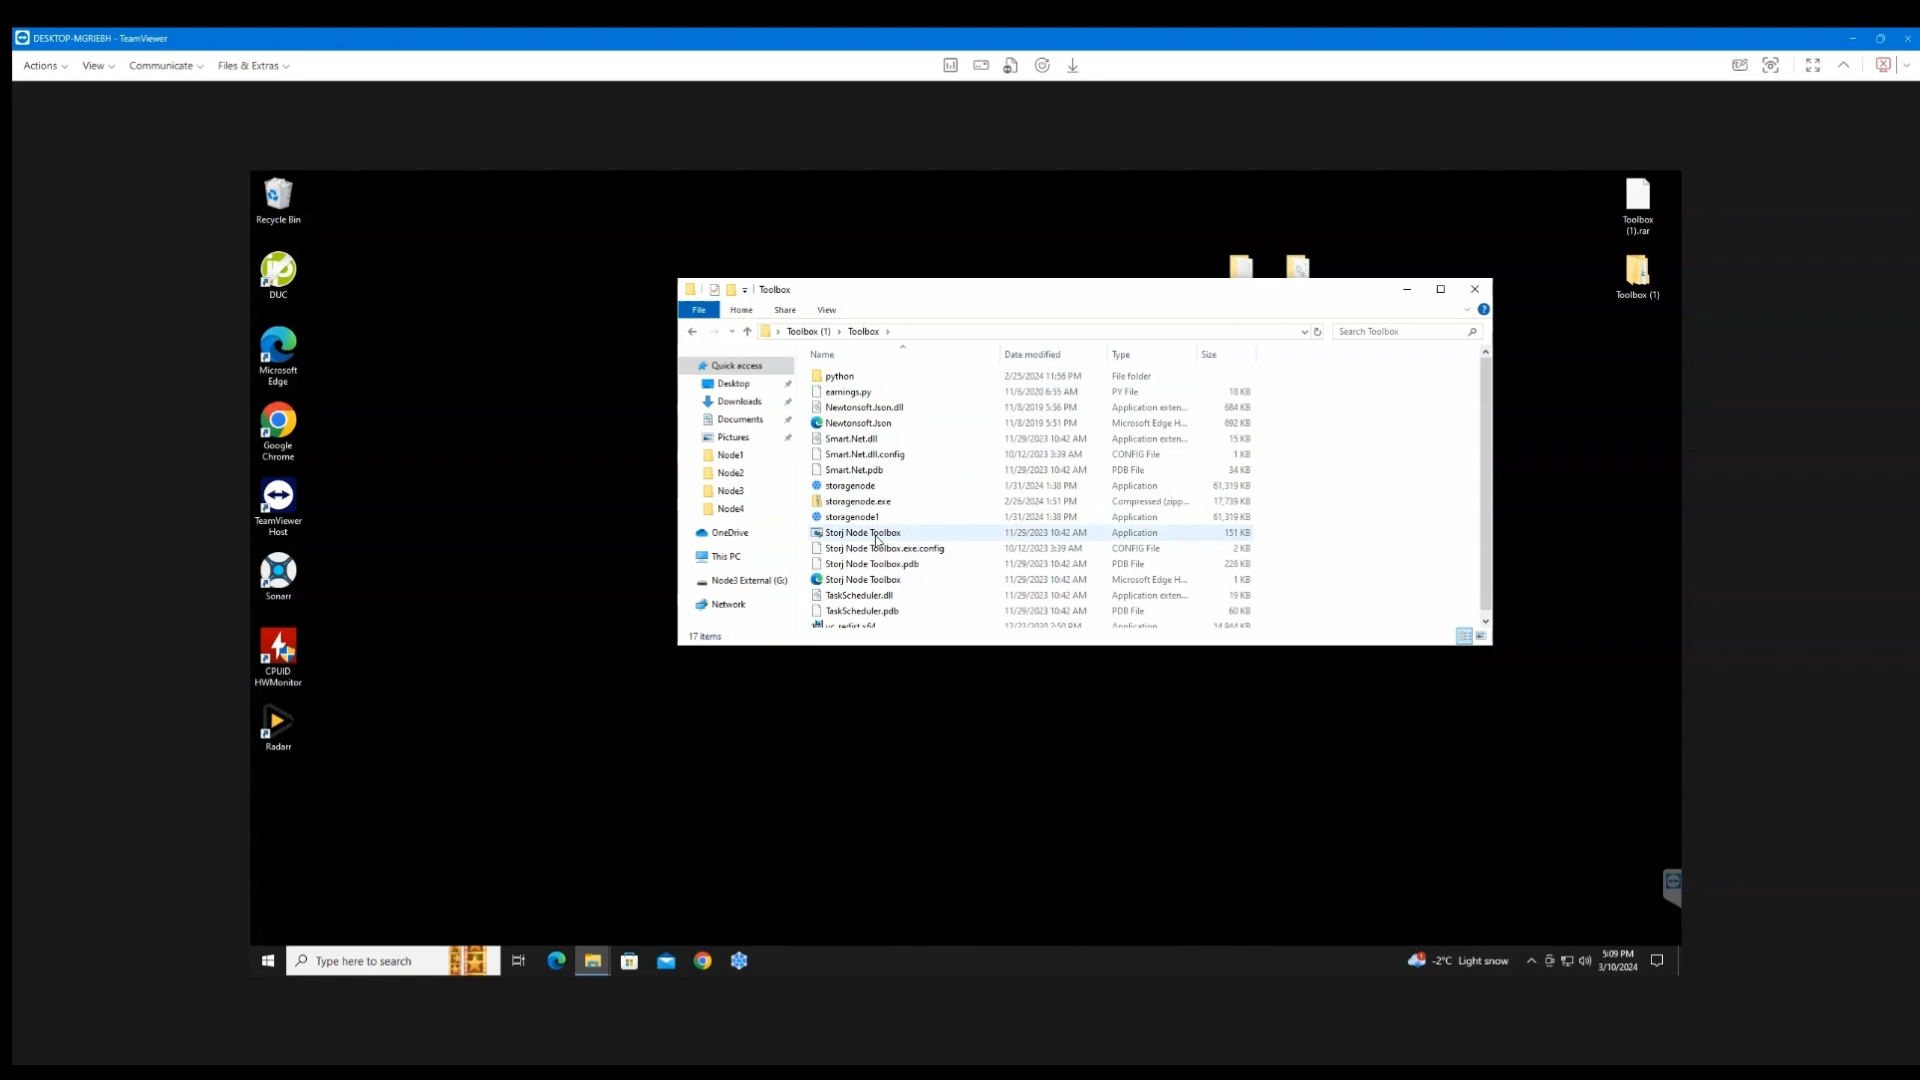 DESKTOP-MGRIEBH - TeamViewer
Actions View Communicate Files & Extras
Recycle Bin
Toolbox
(1).rar
DUC
Toolbox (1)
Microsoft
Edge
Google
Chrome
TeamViewer
Host
Sonarr
CPUID
HWMonitor
Radarr
Toolbox
File Home Share View
Toolbox (1) Toolbox Search Toolbox
Name Date modified Type Size
Quick access
Desktop
Downloads
Documents
Pictures
Node1
Node2
Node3
Node4
OneDrive
This PC
Node3 External (G:)
Network
python 2/25/2024 11:56 PM File folder
earnings.py 11/6/2020 6:55 AM PY File 18 KB
Newtonsoft.Json.dll 11/8/2019 5:56 PM Application exten... 684 KB
Newtonsoft.Json 11/8/2019 5:51 PM Microsoft Edge H... 692 KB
Smart.Net.dll 11/29/2023 10:42 AM Application exten... 15 KB
Smart.Net.dll.config 10/12/2023 3:39 AM CONFIG File 1 KB
Smart.Net.pdb 11/29/2023 10:42 AM PDB File 34 KB
storagenode 1/31/2024 1:38 PM Application 61,319 KB
storagenode.exe 2/26/2024 1:51 PM Compressed (zipp... 17,739 KB
storagenode1 1/31/2024 1:38 PM Application 61,319 KB
Storj Node Toolbox 11/29/2023 10:42 AM Application 151 KB
Storj Node Toolbox.exe.config 10/12/2023 3:39 AM CONFIG File 2 KB
Storj Node Toolbox.pdb 11/29/2023 10:42 AM PDB File 228 KB
Storj Node Toolbox 11/29/2023 10:42 AM Microsoft Edge H... 1 KB
TaskScheduler.dll 11/29/2023 10:42 AM Application exten... 19 KB
TaskScheduler.pdb 11/29/2023 10:42 AM PDB File 60 KB
vc_redist.x64 12/22/2020 2:50 PM Application 14,944 KB
17 items
Type here to search
-2°C Light snow
5:09 PM
3/10/2024